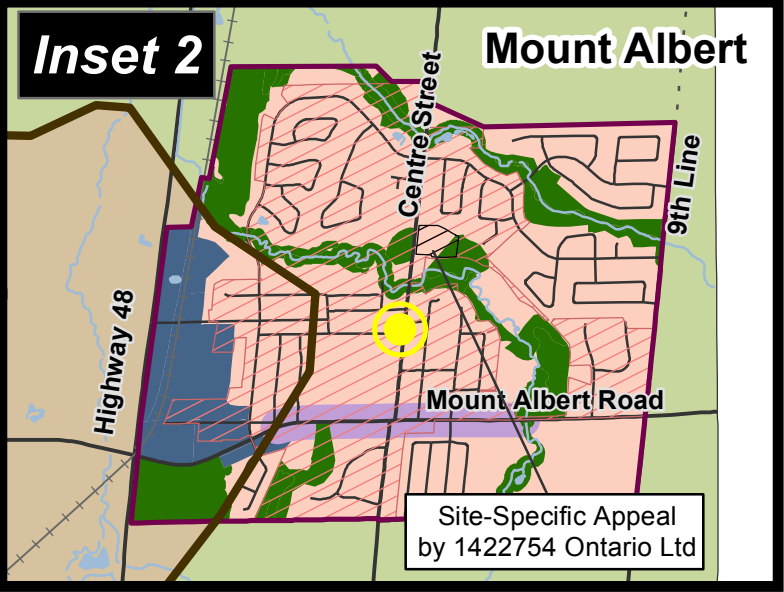 Inset 2
Mount Albert
Centre Street
9th Line
Highway 48
Mount Albert Road
Site-Specific Appeal
by 1422754 Ontario Ltd